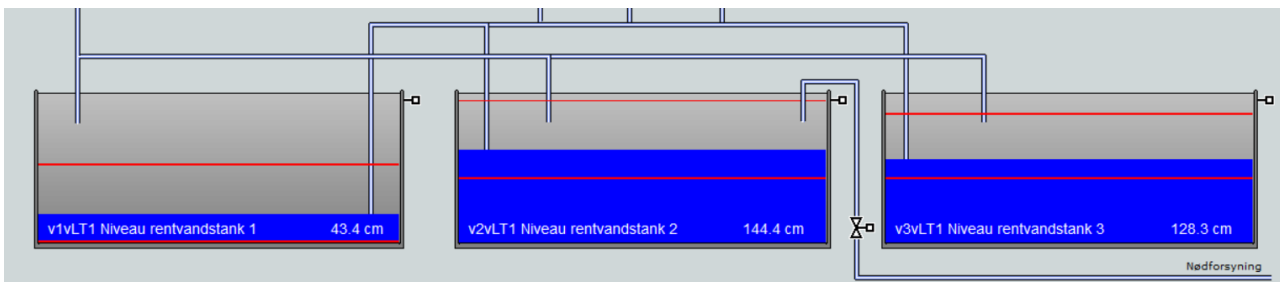 v1vLT1 Niveau rentvandstank 1 43.4 cm
v2vLT1 Niveau rentvandstank 2 144.4 cm
v3vLT1 Niveau rentvandstank 3 128.3 cm
Nødforsyning